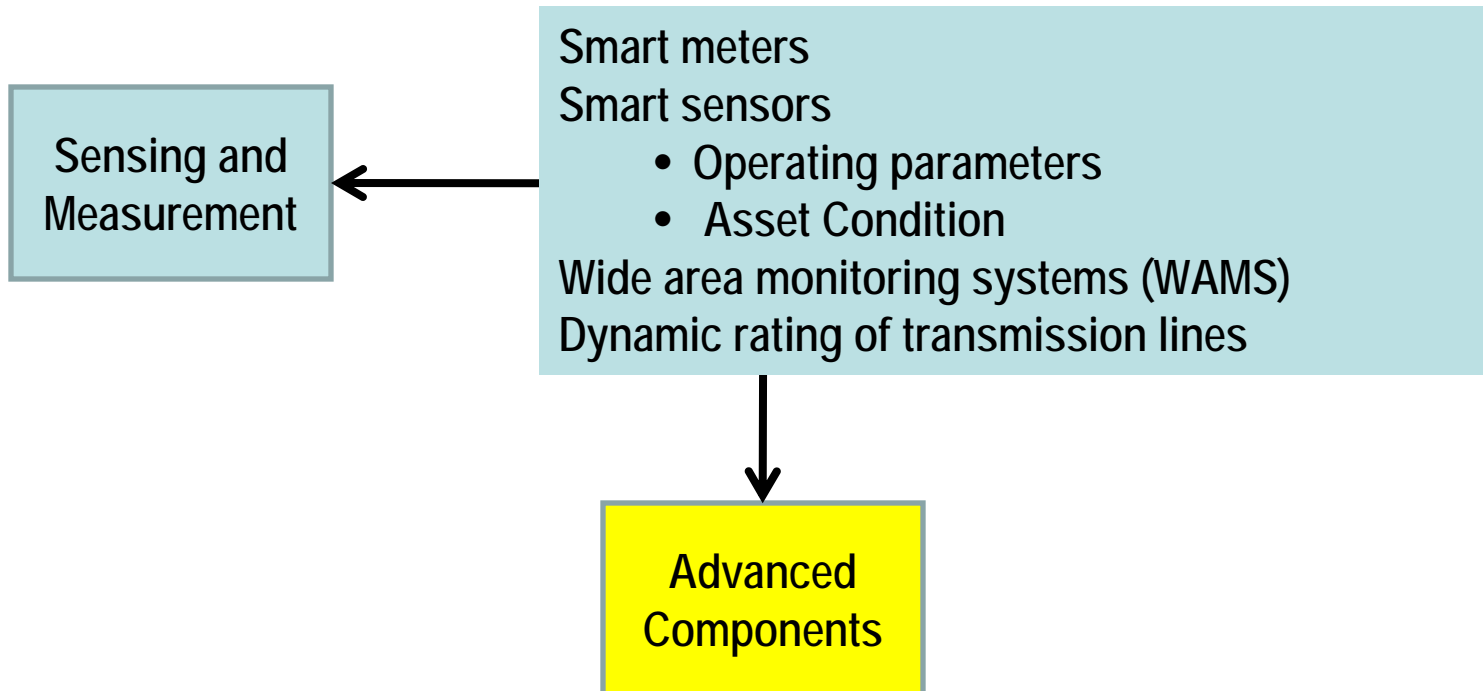 Smart meters
Smart sensors
• Operating parameters
• Asset Condition
Wide area monitoring systems (WAMS)
Dynamic rating of transmission lines
Sensing and
Measurement
Advanced
Components